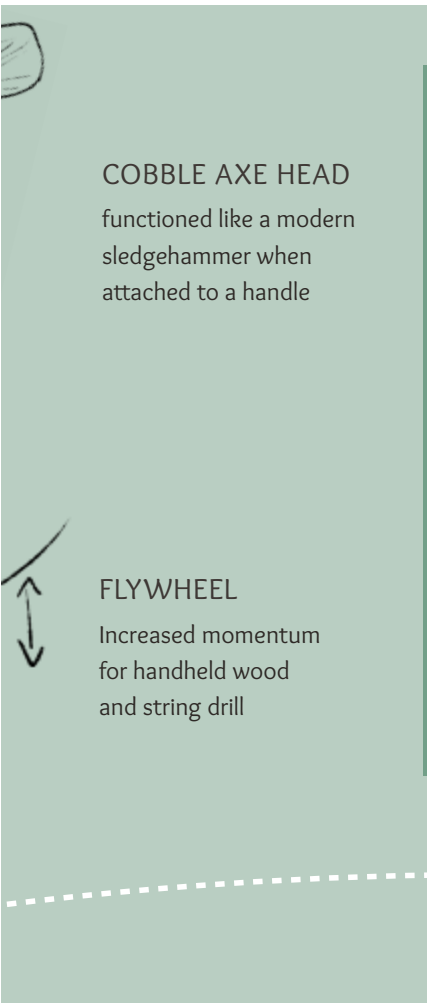 COBBLE AXE HEAD
functioned like a modern
sledgehammer when
attached to a handle
FLYWHEEL
Increased momentum
for handheld wood
and string drill